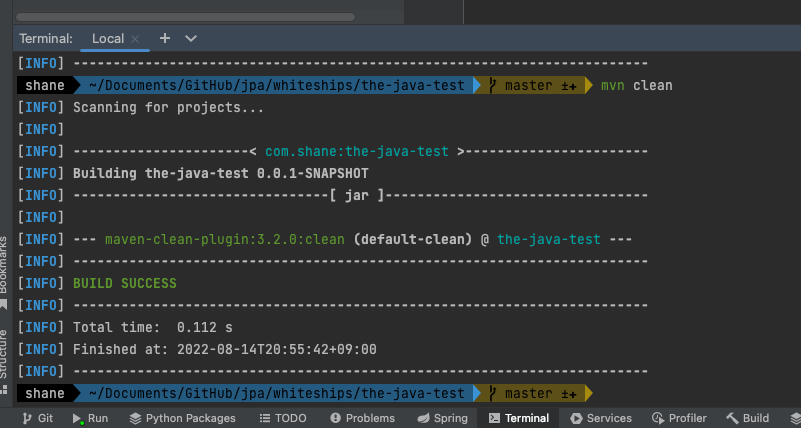 Terminal: Local × + 
[INFO] ------------------------------------------------------------------------
shane ~/Documents/GitHub/jpa/whiteships/the-java-test master ±✚ mvn clean
[INFO] Scanning for projects...
[INFO]
[INFO] ----------------------< com.shane:the-java-test >-----------------------
[INFO] Building the-java-test 0.0.1-SNAPSHOT
[INFO] --------------------------------[ jar ]---------------------------------
[INFO]
[INFO] --- maven-clean-plugin:3.2.0:clean (default-clean) @ the-java-test ---
[INFO] ------------------------------------------------------------------------
[INFO] BUILD SUCCESS
[INFO] ------------------------------------------------------------------------
[INFO] Total time:  0.112 s
[INFO] Finished at: 2022-08-14T20:55:42+09:00
[INFO] ------------------------------------------------------------------------
shane ~/Documents/GitHub/jpa/whiteships/the-java-test master ±✚
Bookmarks
Structure
Git Run Python Packages TODO Problems Spring Terminal Services Profiler Build